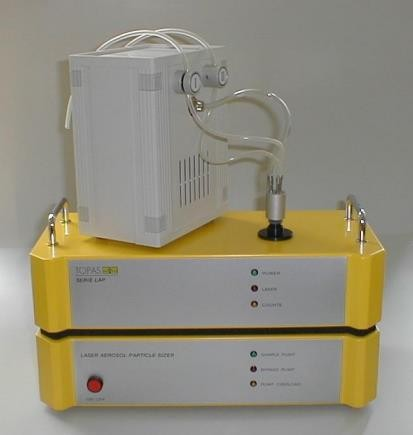 TOPAS
SERIE LAP
POWER
LASER
COUNTS
LASER AEROSOL PARTICLE SIZER
SAMPLE PUMP
BYPASS PUMP
PUMP OVERLOAD